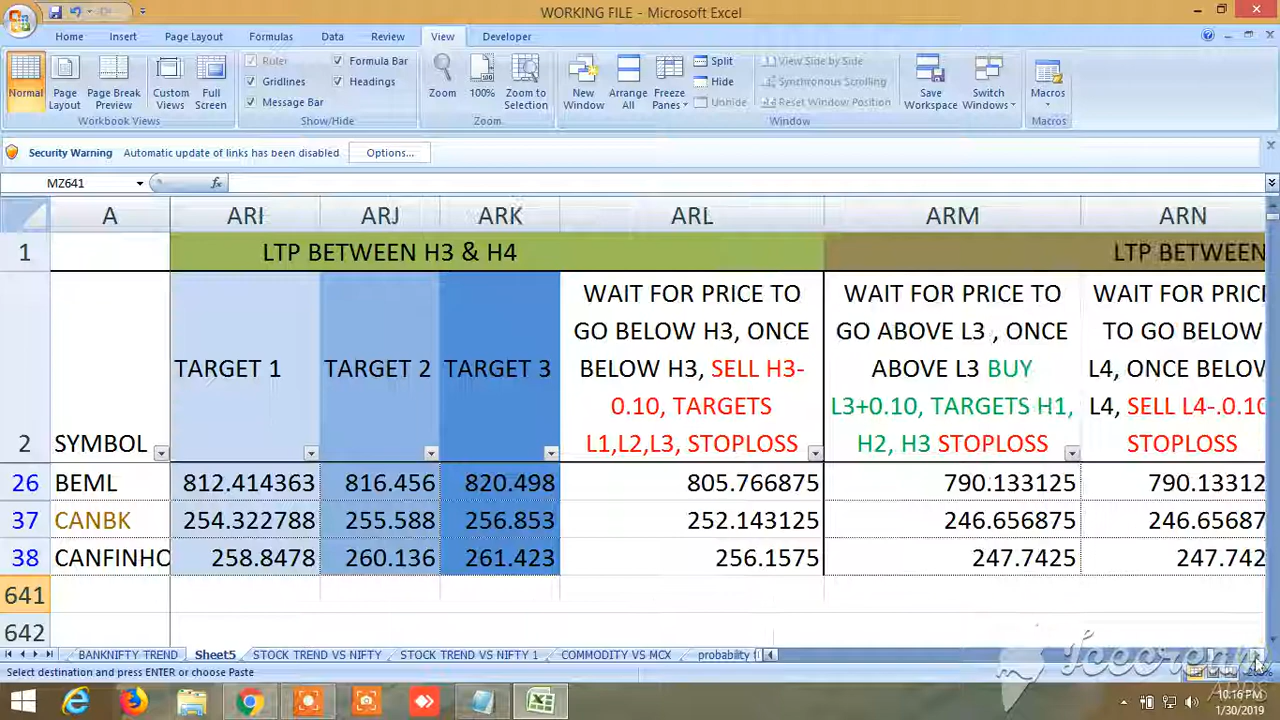 WORKING FILE - Microsoft Excel
Home Insert Page Layout Formulas Data Review View Developer
Normal Page Layout Page Break Preview Custom Views Full Screen
Workbook Views
Ruler Formula Bar
Gridlines Headings
Message Bar
Show/Hide
Zoom 100% Zoom to Selection
Zoom
New Window Arrange All Freeze Panes
Split
Hide
Unhide
View Side by Side
Synchronous Scrolling
Reset Window Position
Save Workspace Switch Windows
Window
Macros
Macros
Security Warning Automatic update of links has been disabled Options...
MZ641 fx
A ARI ARJ ARK ARL ARM ARN
1 LTP BETWEEN H3 & H4 LTP BETWEEN
2 SYMBOL
TARGET 1
TARGET 2
TARGET 3
WAIT FOR PRICE TO
GO BELOW H3, ONCE
BELOW H3, SELL H3-
0.10, TARGETS
L1,L2,L3, STOPLOSS
WAIT FOR PRICE TO
GO ABOVE L3 , ONCE
ABOVE L3 BUY
L3+0.10, TARGETS H1,
H2, H3 STOPLOSS
WAIT FOR PRICE
TO GO BELOW
L4, ONCE BELOW
L4, SELL L4-.0.10
STOPLOSS
26 BEML 812.414363 816.456 820.498 805.766875 790.133125 790.13312
37 CANBK 254.322788 255.588 256.853 252.143125 246.656875 246.65687
38 CANFINHO 258.8478 260.136 261.423 256.1575 247.7425 247.742
641
642
BANKNIFTY TREND Sheet5 STOCK TREND VS NIFTY STOCK TREND VS NIFTY 1 COMMODITY VS MCX probability
Select destination and press ENTER or choose Paste
Icecream
APPS
10:16 PM
1/30/2019